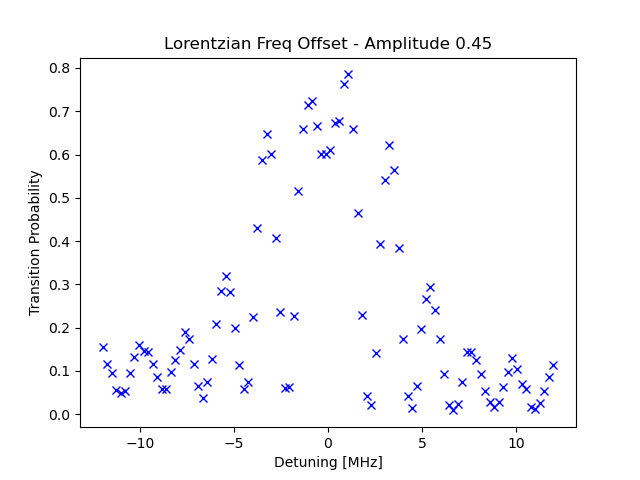 Lorentzian Freq Offset - Amplitude 0.45
0.8
0.7
0.6
0.5
0.4
0.3
0.2
0.1
0.0
Transition Probability
−10 −5 0 5 10
Detuning [MHz]